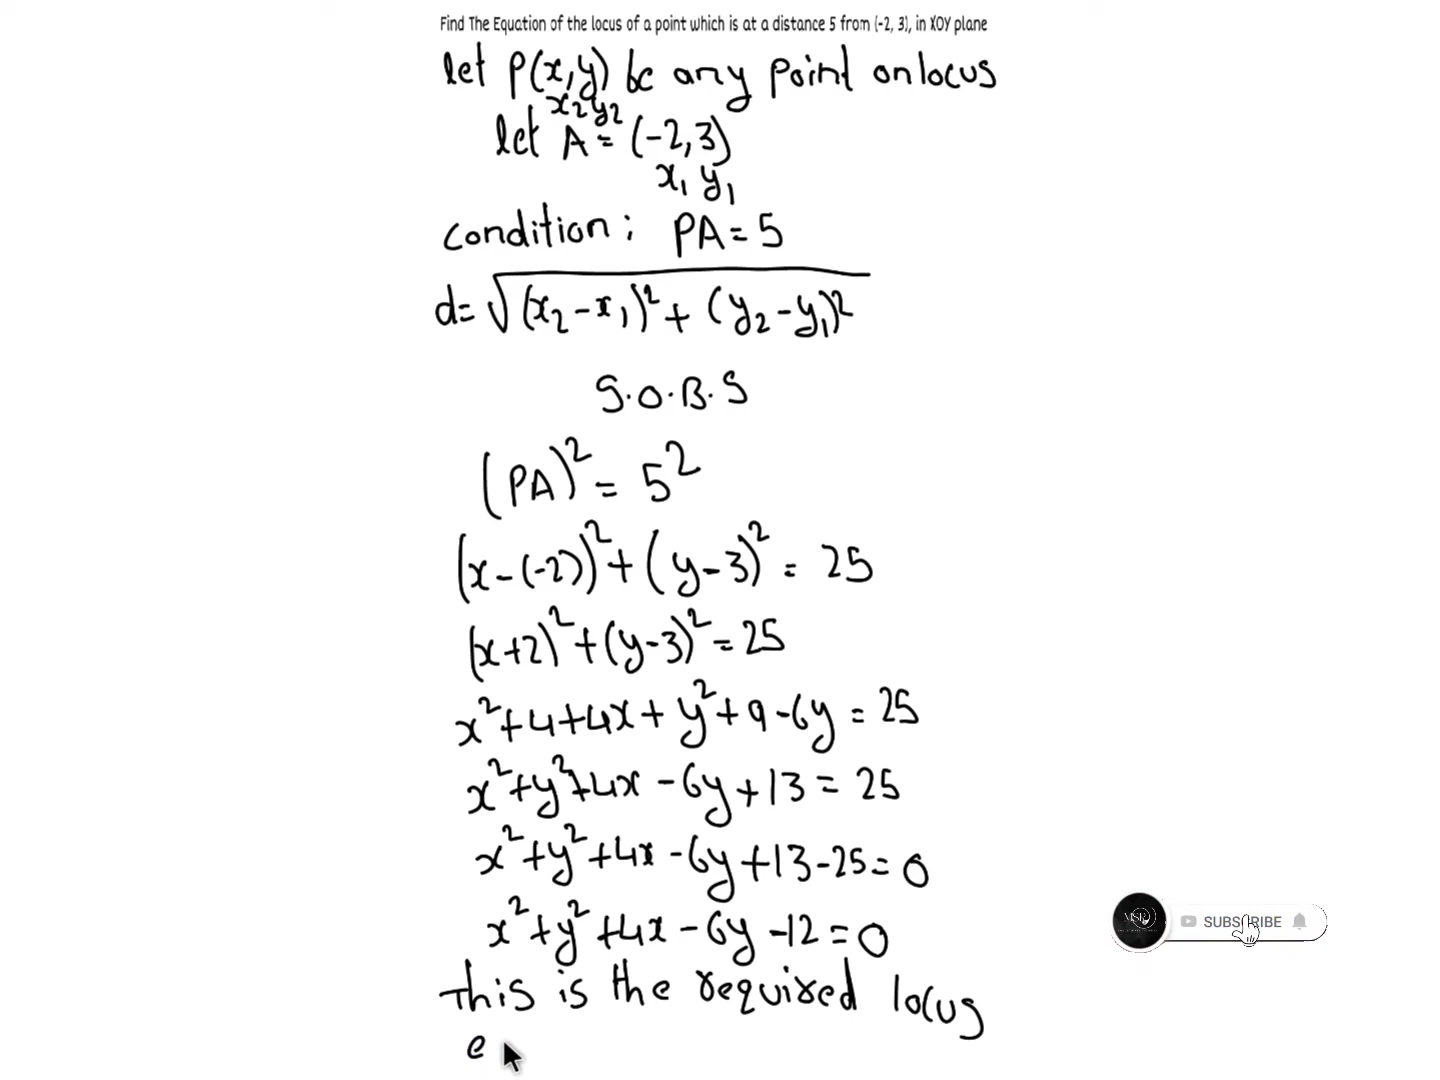 Find The Equation of the locus of a point which is at a distance 5 from (-2, 3), in XOY plane
let P(x,y) be any point on locus
x₂ y₂
let A = (-2,3)
x₁ y₁
condition : PA = 5
d = √(x₂-x₁)² + (y₂-y₁)²
S.O.B.S
(PA)² = 5²
(x-(-2))² + (y-3)² = 25
(x+2)² + (y-3)² = 25
x²+4+4x+y²+9-6y = 25
x²+y²+4x-6y+13 = 25
x²+y²+4x-6y+13-25 = 0
x²+y²+4x-6y-12 = 0
This is the required locus
e
MSR
SUBSCRIBE